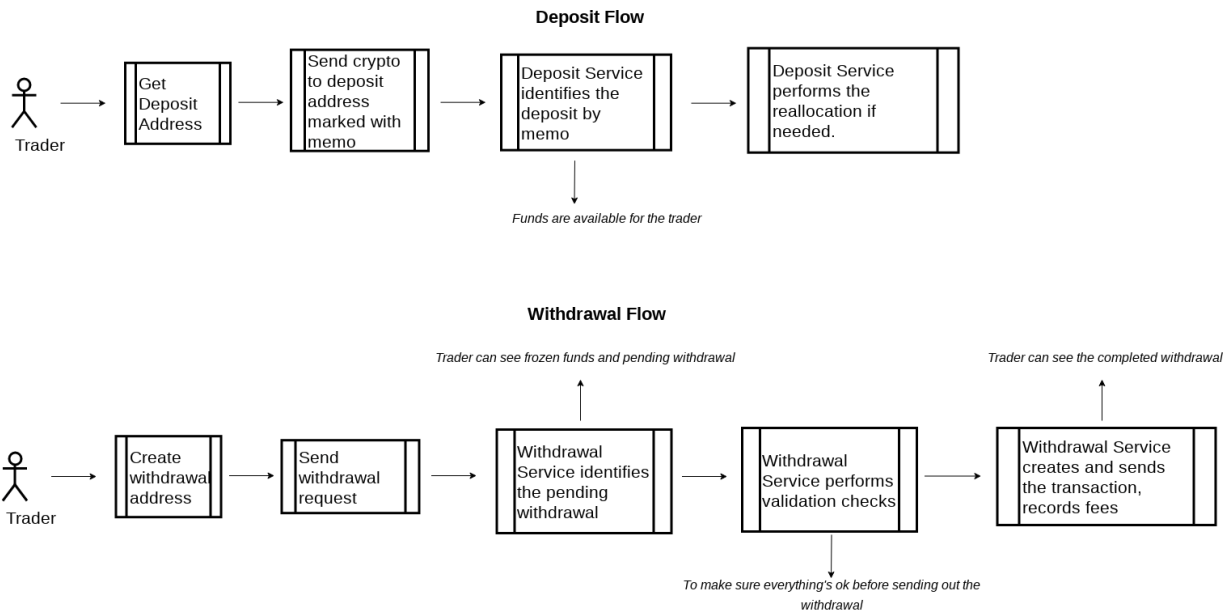 Deposit Flow
Trader
Get
Deposit
Address
Send crypto
to deposit
address
marked with
memo
Deposit Service
identifies the
deposit by
memo
Deposit Service
performs the
reallocation if
needed.
Funds are available for the trader
Withdrawal Flow
Trader can see frozen funds and pending withdrawal
Trader can see the completed withdrawal
Trader
Create
withdrawal
address
Send
withdrawal
request
Withdrawal
Service identifies
the pending
withdrawal
Withdrawal
Service performs
validation checks
Withdrawal Service
creates and sends
the transaction,
records fees
To make sure everything's ok before sending out the
withdrawal